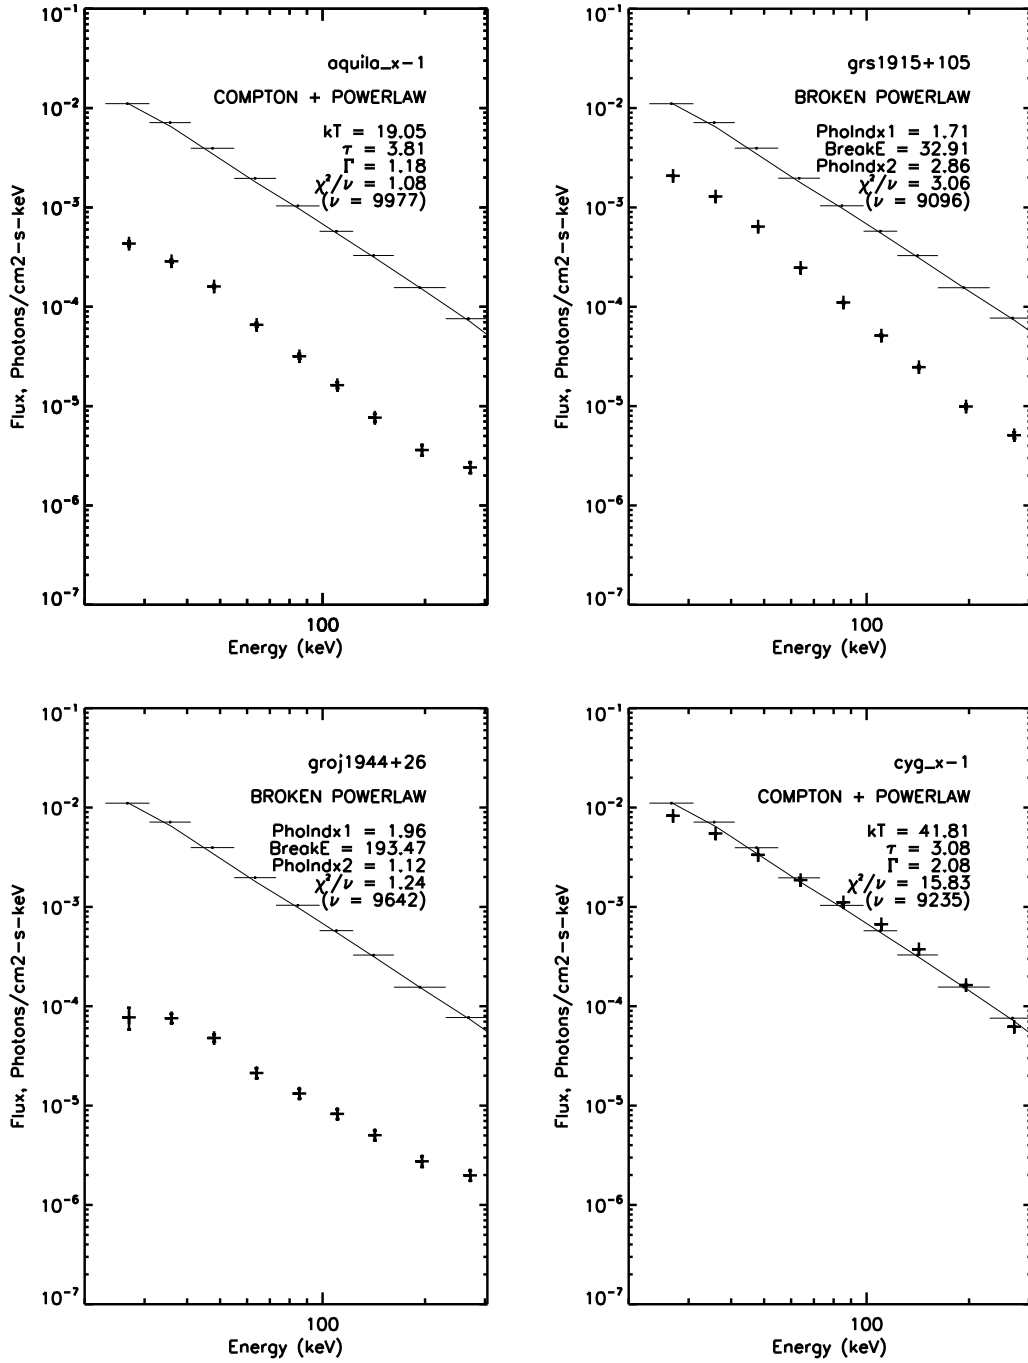 10⁻¹
10⁻²
10⁻³
10⁻⁴
10⁻⁵
10⁻⁶
10⁻⁷
Flux, Photons/cm2-s-keV
aquila_x-1
COMPTON + POWERLAW
kT = 19.05
τ = 3.81
Γ = 1.18
χ²/ν = 1.08
(ν = 9977)
100
Energy (keV)
10⁻¹
10⁻²
10⁻³
10⁻⁴
10⁻⁵
10⁻⁶
10⁻⁷
Flux, Photons/cm2-s-keV
grs1915+105
BROKEN POWERLAW
PhoIndx1 = 1.71
BreakE = 32.91
PhoIndx2 = 2.86
χ²/ν = 3.06
(ν = 9096)
100
Energy (keV)
10⁻¹
10⁻²
10⁻³
10⁻⁴
10⁻⁵
10⁻⁶
10⁻⁷
Flux, Photons/cm2-s-keV
groj1944+26
BROKEN POWERLAW
PhoIndx1 = 1.96
BreakE = 193.47
PhoIndx2 = 1.12
χ²/ν = 1.24
(ν = 9642)
100
Energy (keV)
10⁻¹
10⁻²
10⁻³
10⁻⁴
10⁻⁵
10⁻⁶
10⁻⁷
Flux, Photons/cm2-s-keV
cyg_x-1
COMPTON + POWERLAW
kT = 41.81
τ = 3.08
Γ = 2.08
χ²/ν = 15.83
(ν = 9235)
100
Energy (keV)